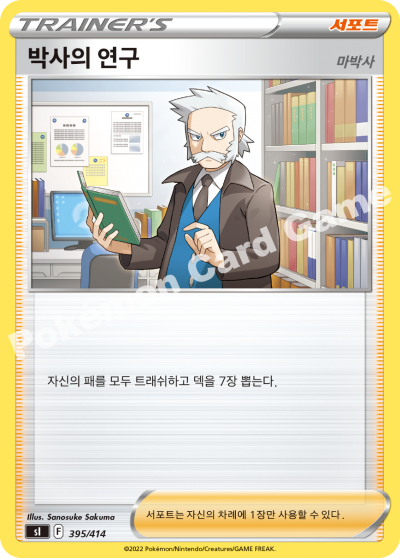 TRAINER'S
서포트
박사의 연구
마박사
Pokémon Card Game
자신의 패를 모두 트래쉬하고 덱을 7장 뽑는다.
Illus. Sanosuke Sakuma
sI F 395/414
서포트는 자신의 차례에 1장만 사용할 수 있다.
©2022 Pokémon/Nintendo/Creatures/GAME FREAK.